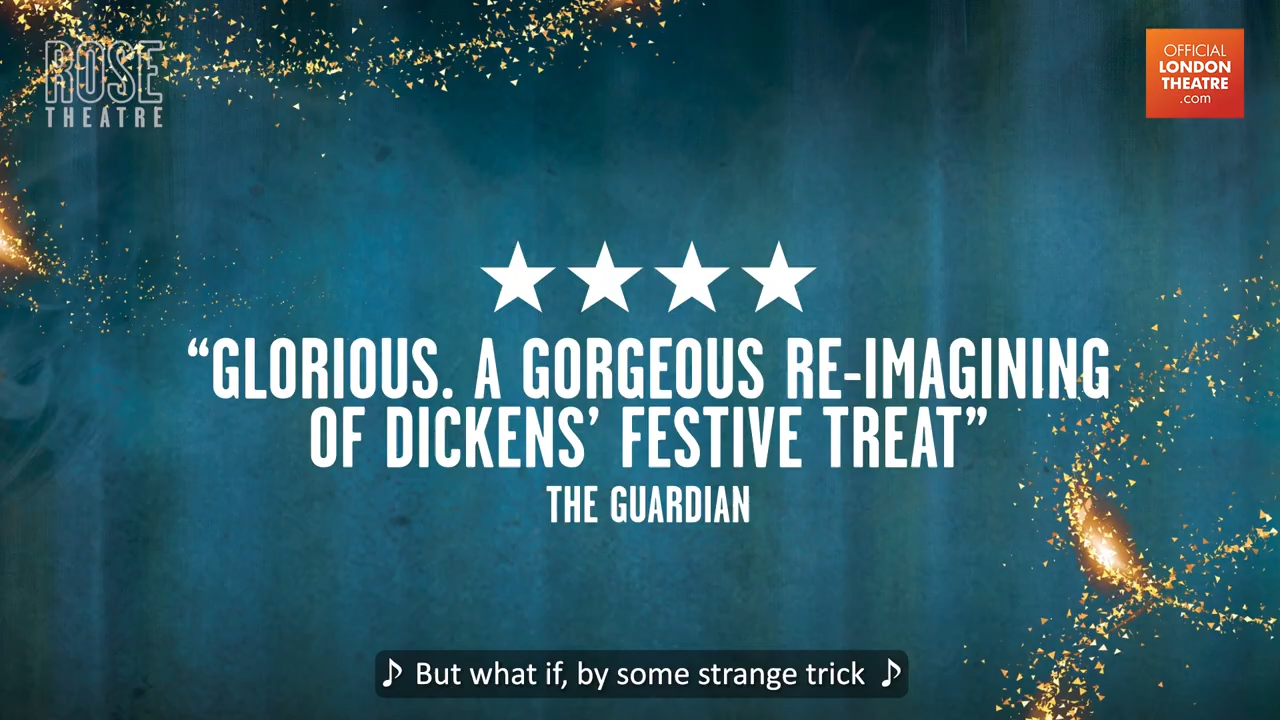 ROSE
THEATRE
OFFICIAL
LONDON
THEATRE
.com
★★★★
“GLORIOUS. A GORGEOUS RE-IMAGINING
OF DICKENS’ FESTIVE TREAT”
THE GUARDIAN
♪ But what if, by some strange trick ♪